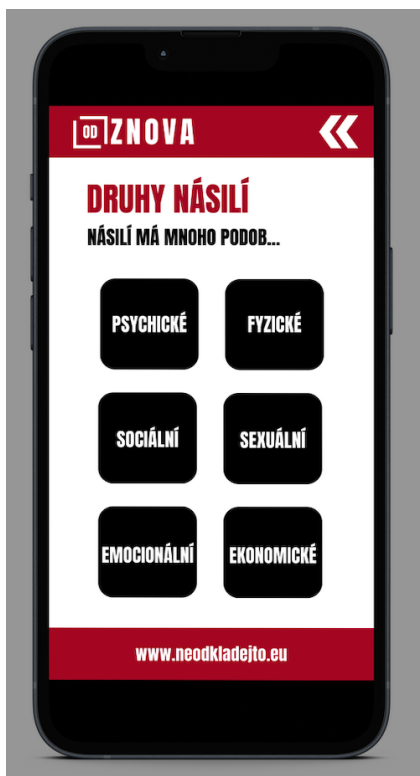 OD ZNOVA
DRUHY NÁSILÍ
NÁSILÍ MÁ MNOHO PODOB...
PSYCHICKÉ
FYZICKÉ
SOCIÁLNÍ
SEXUÁLNÍ
EMOCIONÁLNÍ
EKONOMICKÉ
www.neodkladejto.eu